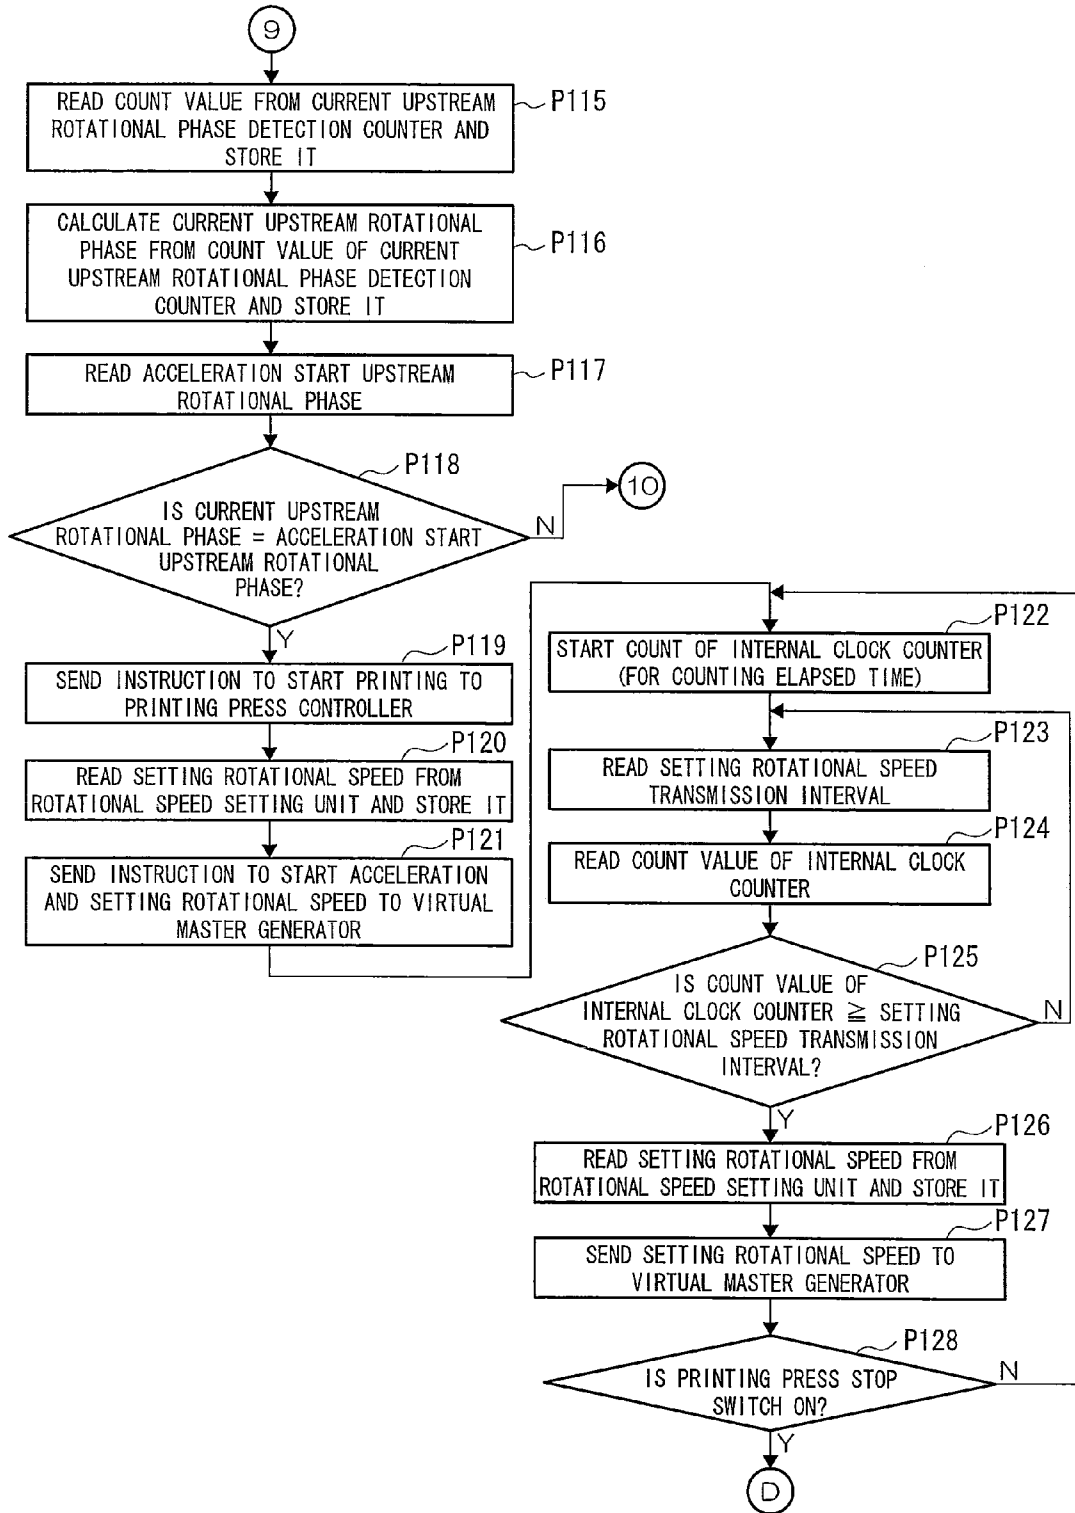 9
READ COUNT VALUE FROM CURRENT UPSTREAM
ROTATIONAL PHASE DETECTION COUNTER AND
STORE IT
P115
CALCULATE CURRENT UPSTREAM ROTATIONAL
PHASE FROM COUNT VALUE OF CURRENT
UPSTREAM ROTATIONAL PHASE DETECTION
COUNTER AND STORE IT
P116
READ ACCELERATION START UPSTREAM
ROTATIONAL PHASE
P117
P118
IS CURRENT UPSTREAM
ROTATIONAL PHASE = ACCELERATION START
UPSTREAM ROTATIONAL
PHASE?
N
10
Y
P119
SEND INSTRUCTION TO START PRINTING TO
PRINTING PRESS CONTROLLER
P120
READ SETTING ROTATIONAL SPEED FROM
ROTATIONAL SPEED SETTING UNIT AND STORE IT
P121
SEND INSTRUCTION TO START ACCELERATION
AND SETTING ROTATIONAL SPEED TO VIRTUAL
MASTER GENERATOR
P122
START COUNT OF INTERNAL CLOCK COUNTER
(FOR COUNTING ELAPSED TIME)
P123
READ SETTING ROTATIONAL SPEED
TRANSMISSION INTERVAL
P124
READ COUNT VALUE OF INTERNAL CLOCK
COUNTER
P125
IS COUNT VALUE OF
INTERNAL CLOCK COUNTER ≧ SETTING
ROTATIONAL SPEED TRANSMISSION
INTERVAL?
N
Y
P126
READ SETTING ROTATIONAL SPEED FROM
ROTATIONAL SPEED SETTING UNIT AND STORE IT
P127
SEND SETTING ROTATIONAL SPEED TO
VIRTUAL MASTER GENERATOR
P128
IS PRINTING PRESS STOP
SWITCH ON?
N
Y
D